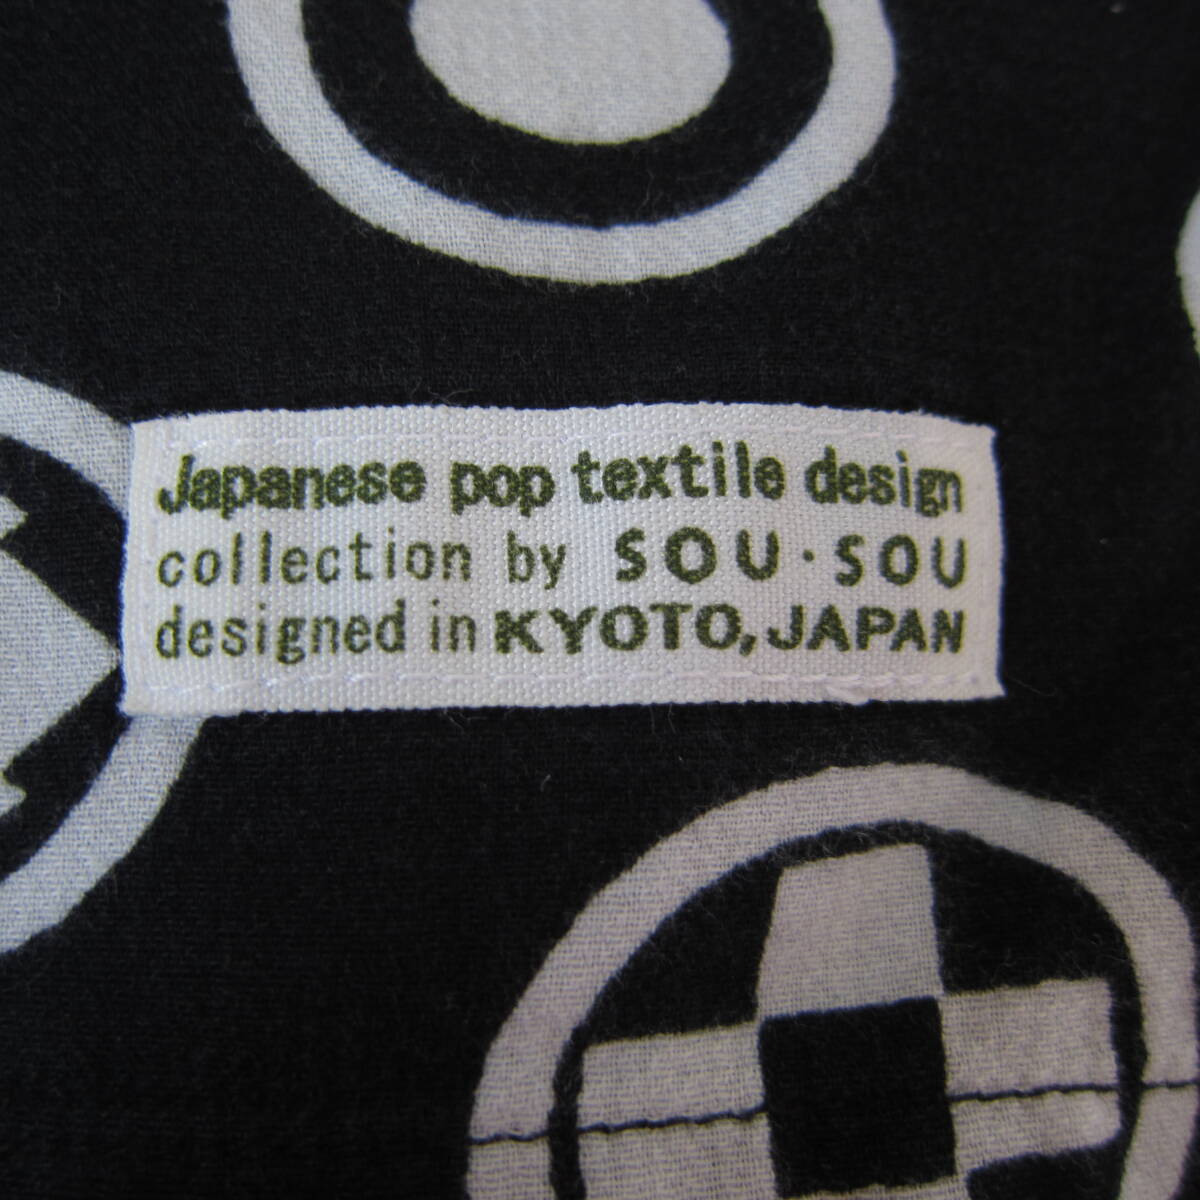 Japanese pop textile design
collection by SOU・SOU
designed in KYOTO, JAPAN